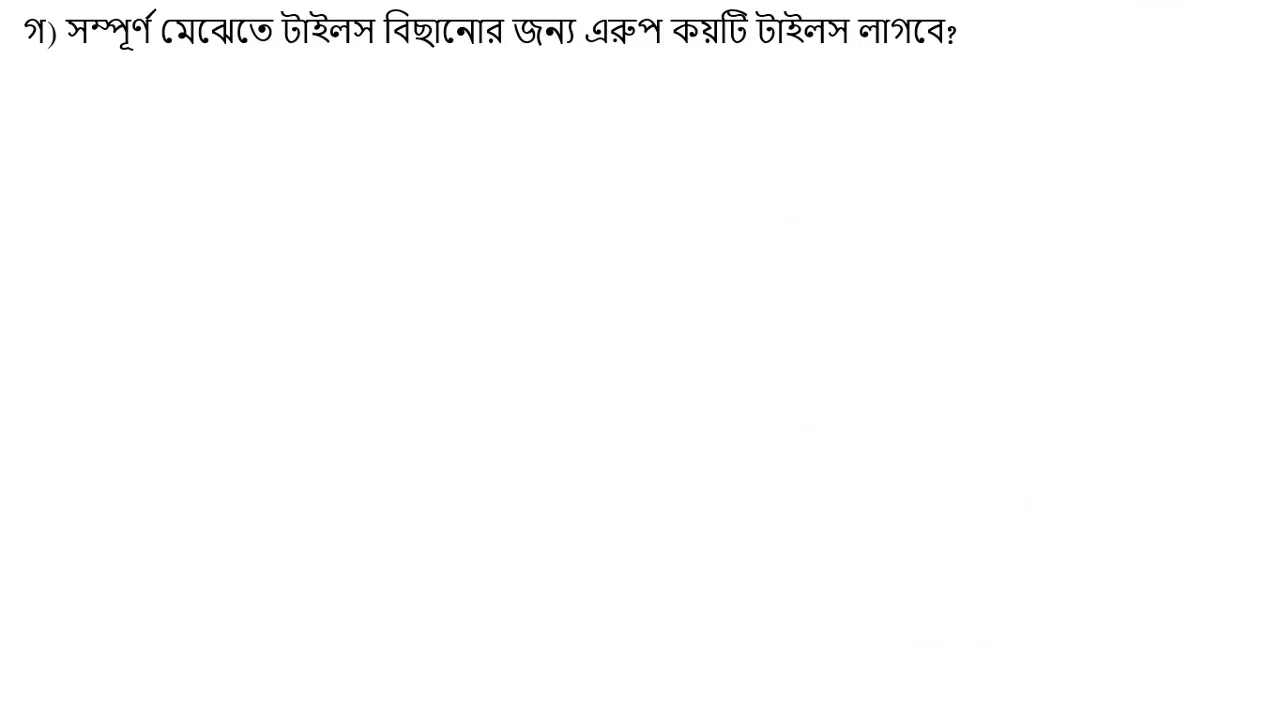 গ) সম্পূর্ণ মেঝেতে টাইলস বিছানোর জন্য এরুপ কয়টি টাইলস লাগবে?